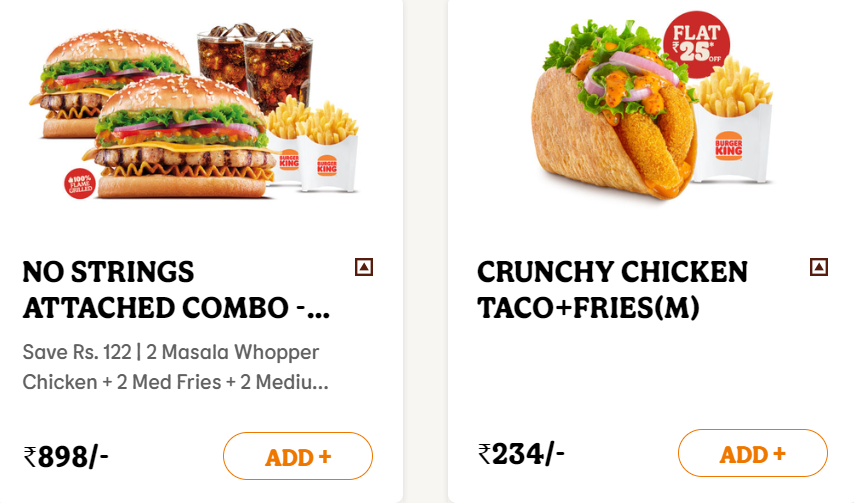 100%
FLAME
GRILLED
BURGER
KING
BURGER
KING
NO STRINGS
ATTACHED COMBO -...
Save Rs. 122 | 2 Masala Whopper
Chicken + 2 Med Fries + 2 Mediu...
₹898/-
ADD +
FLAT
₹25*
OFF
BURGER
KING
CRUNCHY CHICKEN
TACO+FRIES(M)
₹234/-
ADD +